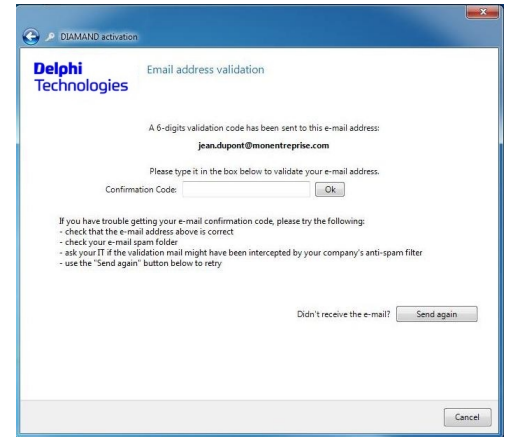 DIAMAND activation
Delphi
Technologies
Email address validation
A 6-digits validation code has been sent to this e-mail address:
jean.dupont@monentreprise.com
Please type it in the box below to validate your e-mail address.
Confirmation Code:
Ok
If you have trouble getting your e-mail confirmation code, please try the following:
- check that the e-mail address above is correct
- check your e-mail spam folder
- ask your IT if the validation mail might have been intercepted by your company's anti-spam filter
- use the "Send again" button below to retry
Didn't receive the e-mail? Send again
Cancel